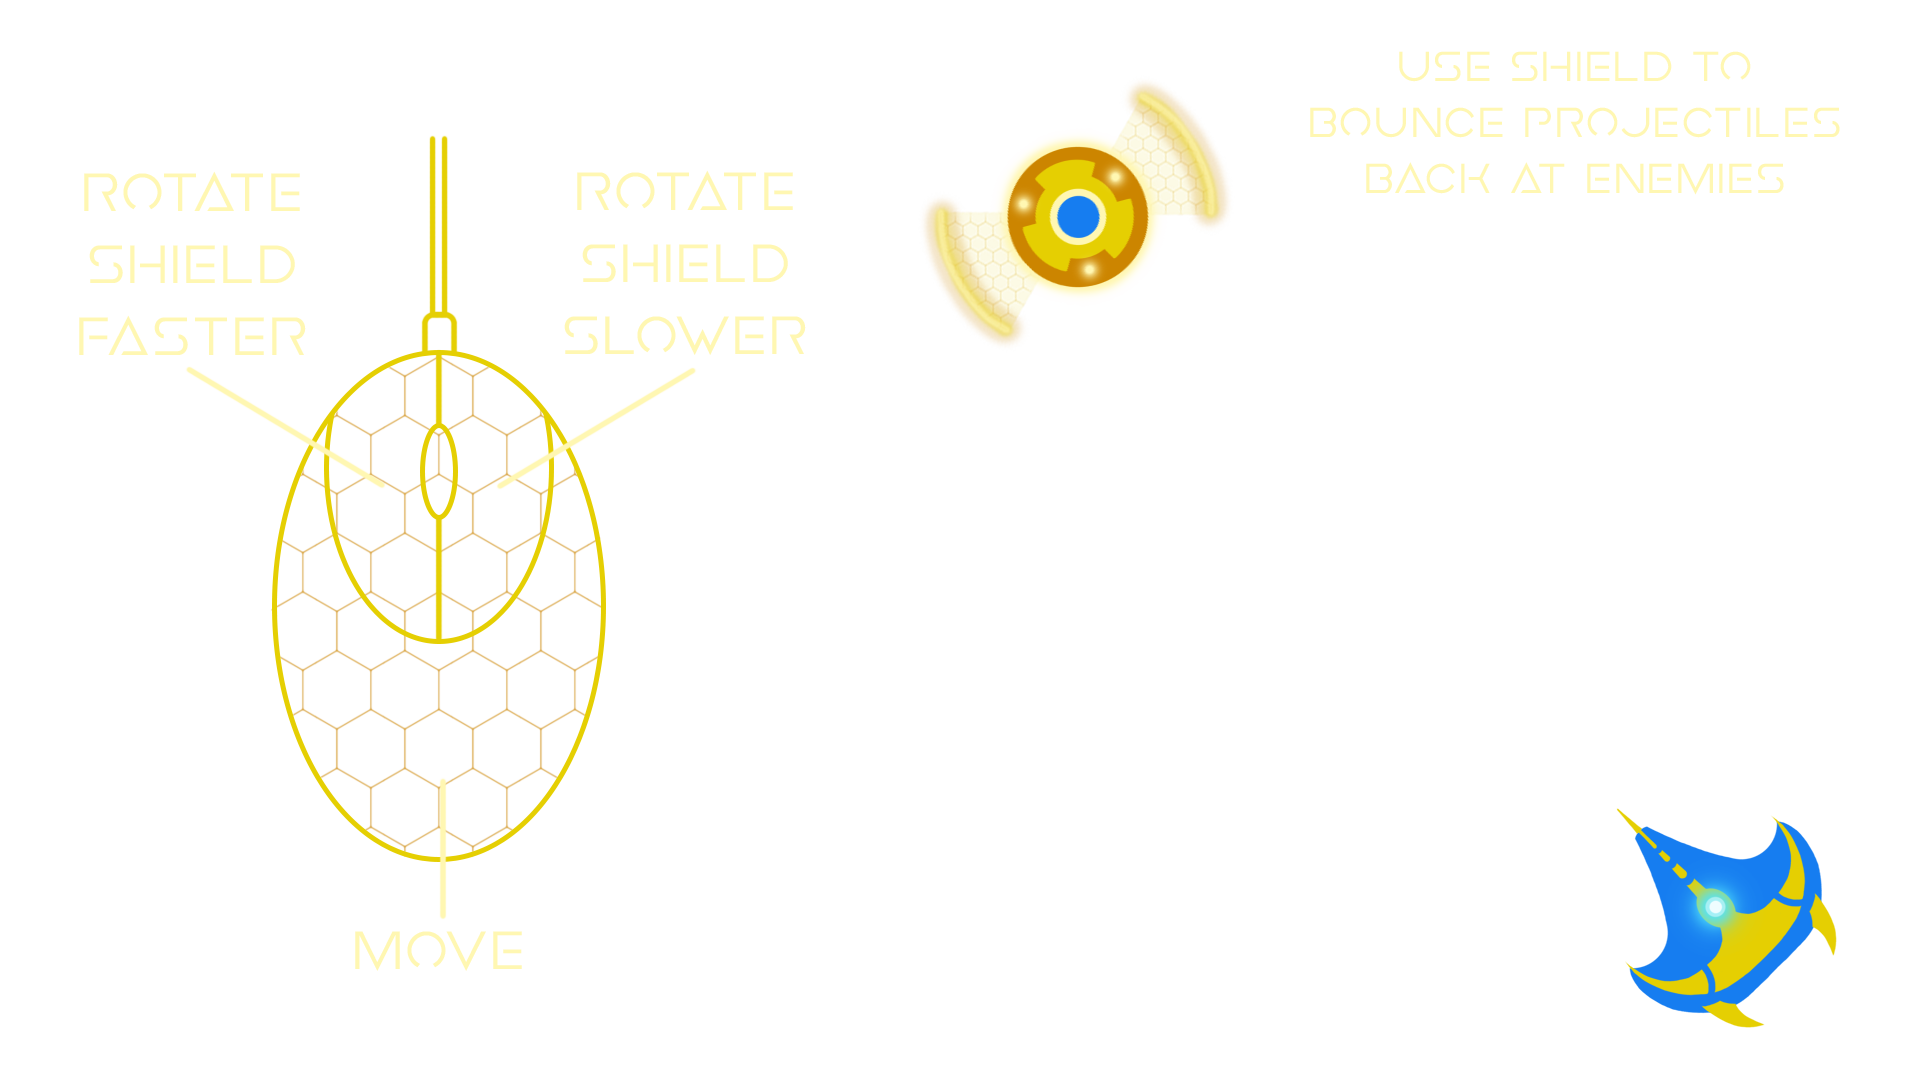 ROTATE
SHIELD
FASTER
ROTATE
SHIELD
SLOWER
MOVE
USE SHIELD TO
BOUNCE PROJECTILES
BACK AT ENEMIES